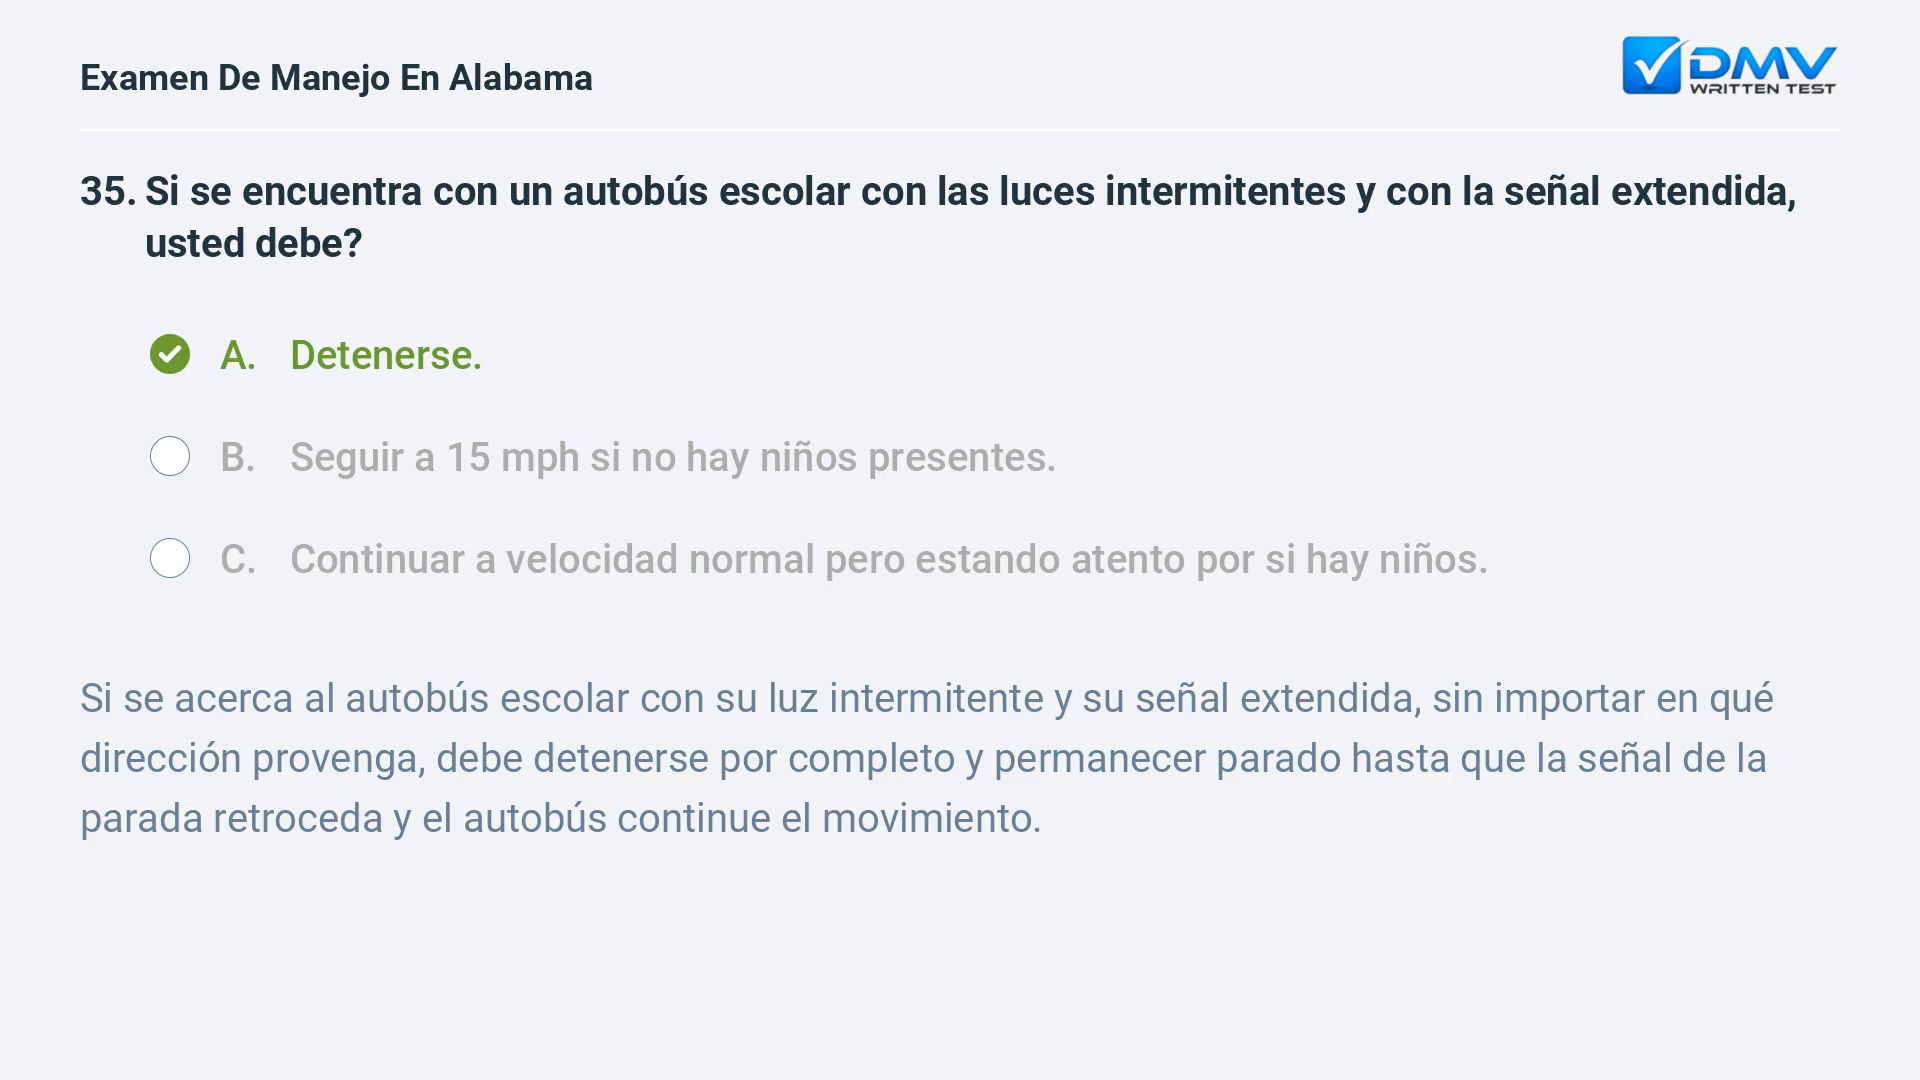 Examen De Manejo En Alabama
DMV
WRITTEN TEST
35. Si se encuentra con un autobús escolar con las luces intermitentes y con la señal extendida,
usted debe?
A. Detenerse.
B. Seguir a 15 mph si no hay niños presentes.
C. Continuar a velocidad normal pero estando atento por si hay niños.
Si se acerca al autobús escolar con su luz intermitente y su señal extendida, sin importar en qué
dirección provenga, debe detenerse por completo y permanecer parado hasta que la señal de la
parada retroceda y el autobús continue el movimiento.